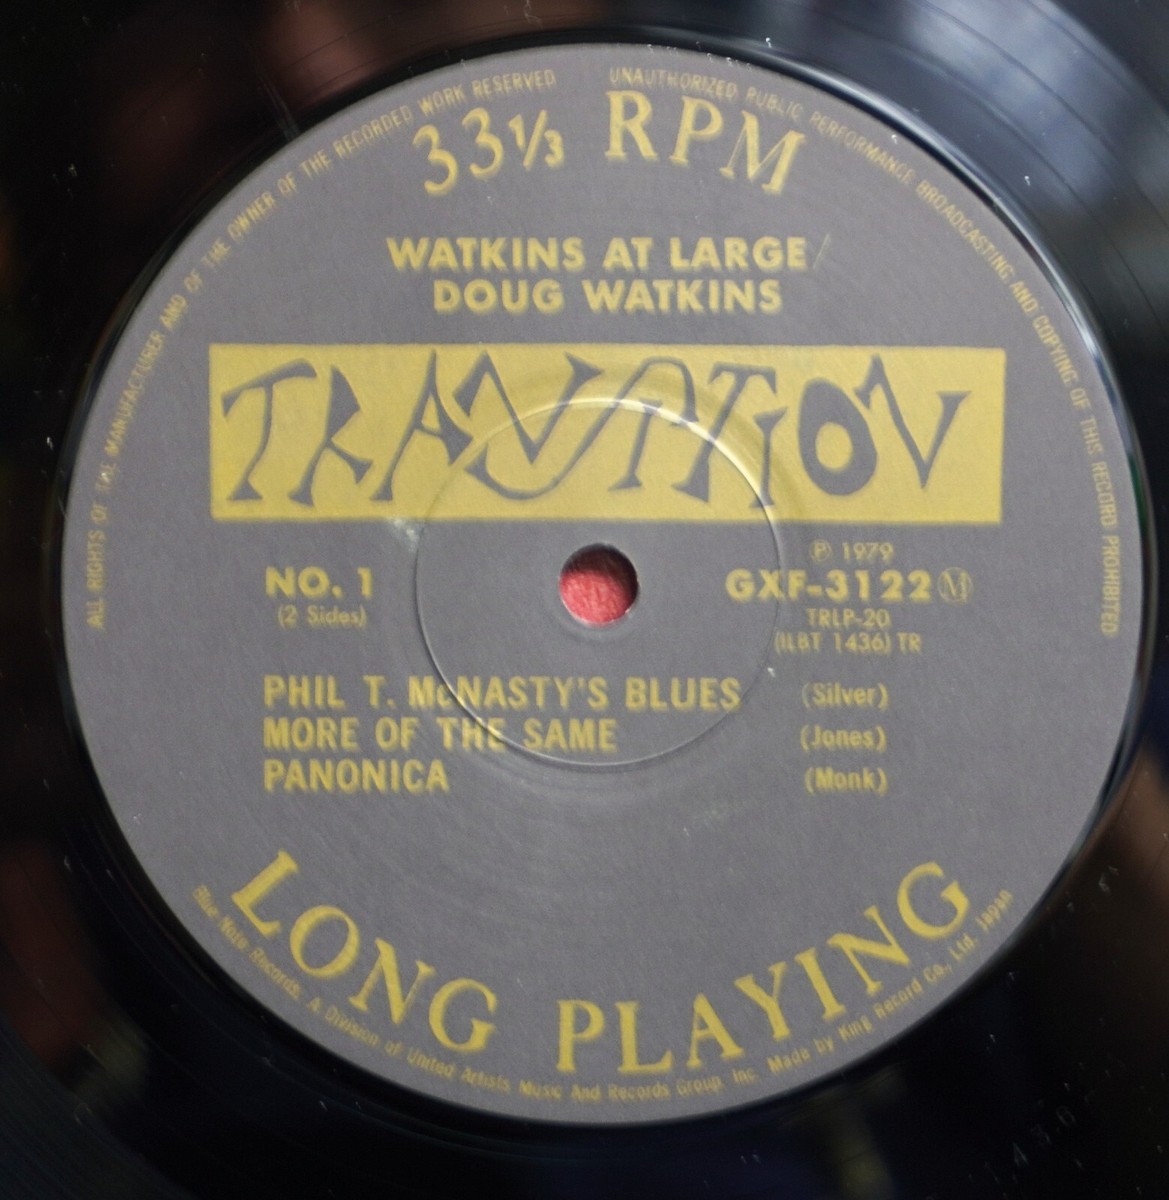 ALL RIGHTS OF THE MANUFACTURER AND OF THE OWNER OF THE RECORDED WORK RESERVED
UNAUTHORIZED PUBLIC PERFORMANCE BROADCASTING AND COPYING OF THIS RECORD PROHIBITED
33⅓ RPM
WATKINS AT LARGE/
DOUG WATKINS
TRANSITION
NO. 1
(2 Sides)
℗ 1979
GXF-3122 Ⓜ
TRLP-20
(ILBT 1436) TR
PHIL T. McNASTY'S BLUES (Silver)
MORE OF THE SAME (Jones)
PANONICA (Monk)
LONG PLAYING
Blue Note Records, A Division of United Artists Music And Records Group, Inc. Made by King Record Co., Ltd. Japan